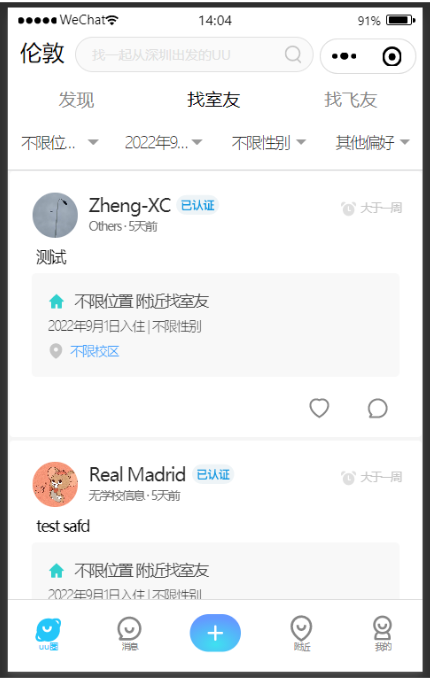 WeChat 14:04 91%
伦敦 找一起从深圳出发的UU
发现 找室友 找飞友
不限位... 2022年9... 不限性别 其他偏好
Zheng-XC 已认证 大于一周
Others · 5天前
测试
不限位置 附近找室友
2022年9月1日入住 | 不限性别
不限校区
Real Madrid 已认证 大于一周
无学校信息 · 5天前
test safd
不限位置 附近找室友
2022年9月1日入住 | 不限性别
uu圈 消息 附近 我的